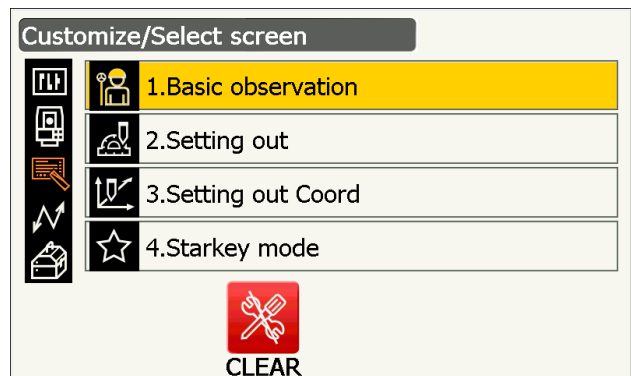 Customize/Select screen
1.Basic observation
2.Setting out
3.Setting out Coord
4.Starkey mode
CLEAR